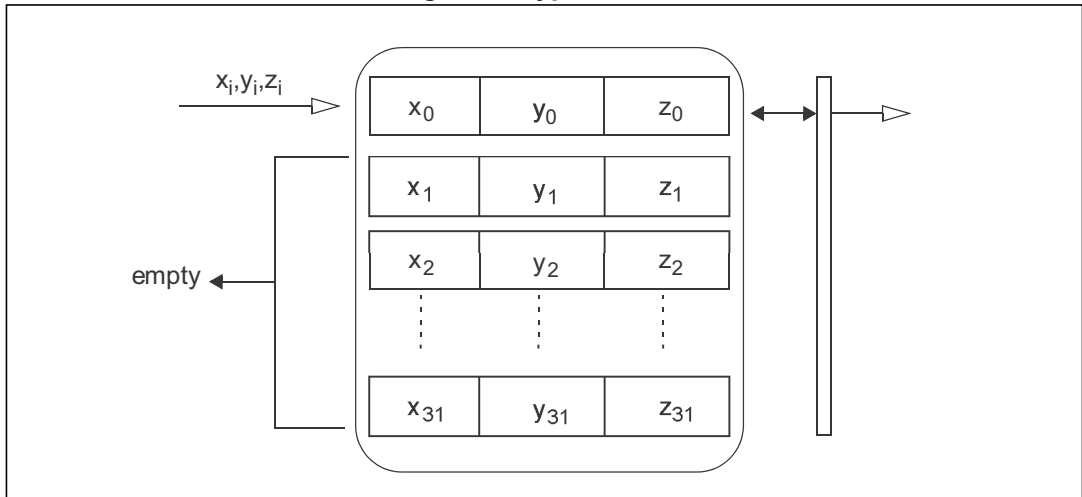 xi,yi,zi
x0 y0 z0
x1 y1 z1
x2 y2 z2
empty
x31 y31 z31